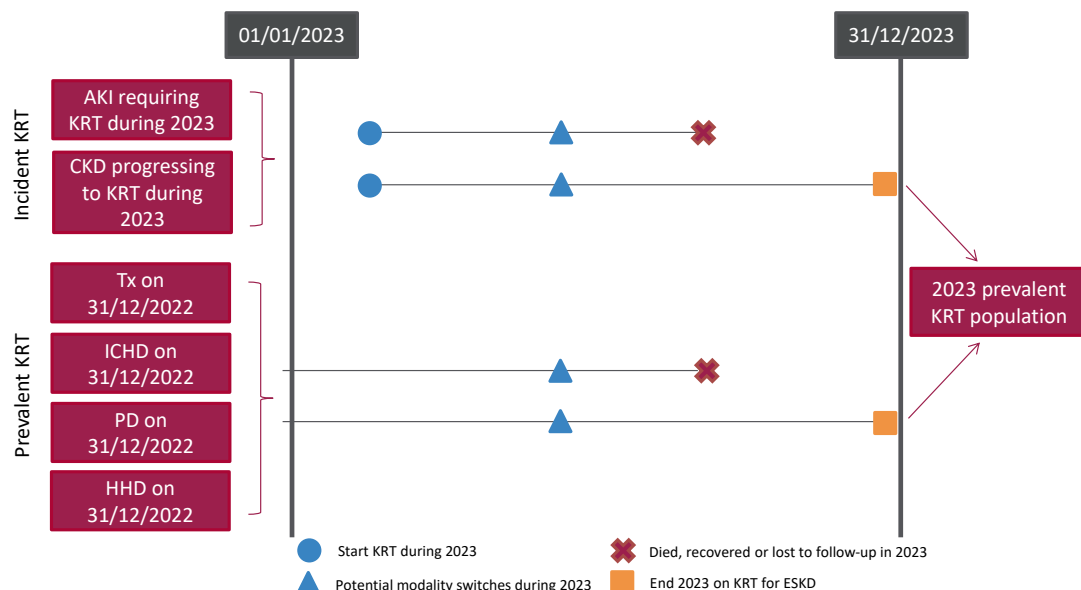 01/01/2023
31/12/2023
Incident KRT
AKI requiring
KRT during 2023
CKD progressing
to KRT during
2023
Prevalent KRT
Tx on
31/12/2022
ICHD on
31/12/2022
PD on
31/12/2022
HHD on
31/12/2022
2023 prevalent
KRT population
Start KRT during 2023
Died, recovered or lost to follow-up in 2023
Potential modality switches during 2023
End 2023 on KRT for ESKD